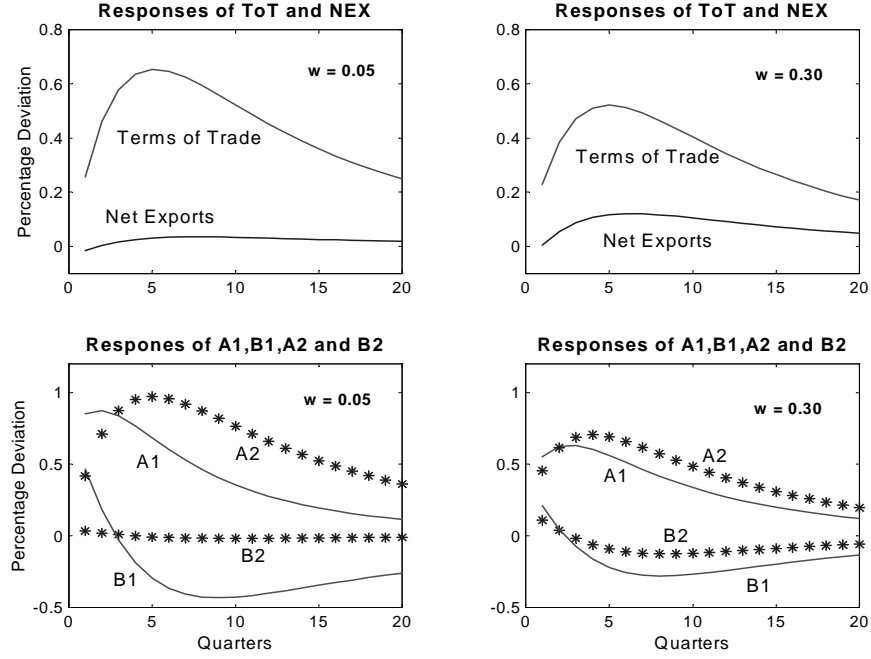 Responses of ToT and NEX
Percentage Deviation
0.8
0.6
0.4
0.2
0
w = 0.05
Terms of Trade
Net Exports
0 5 10 15 20
Responses of ToT and NEX
0.8
0.6
0.4
0.2
0
w = 0.30
Terms of Trade
Net Exports
0 5 10 15 20
Respones of A1,B1,A2 and B2
Percentage Deviation
1
0.5
0
-0.5
w = 0.05
A1
A2
B2
B1
0 5 10 15 20
Quarters
Responses of A1,B1,A2 and B2
1
0.5
0
-0.5
w = 0.30
A2
A1
B2
B1
0 5 10 15 20
Quarters